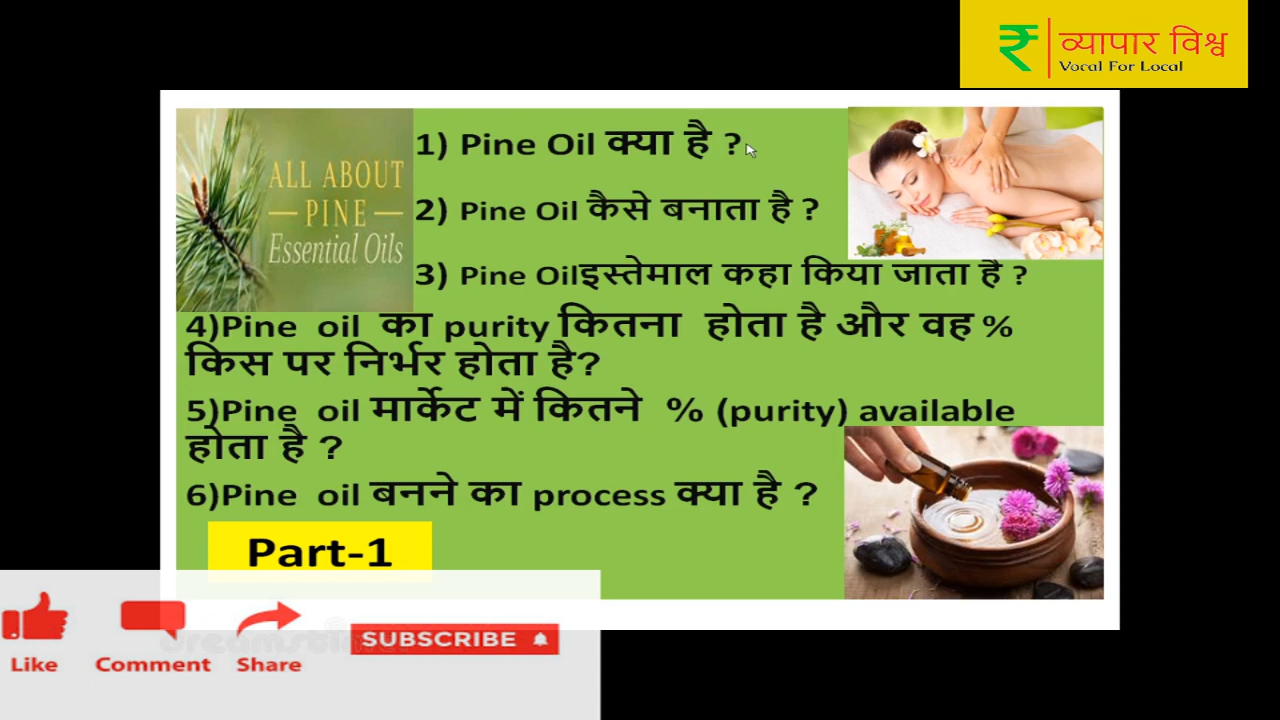 ₹ व्यापार विश्व
Vocal For Local
ALL ABOUT
PINE
Essential Oils
1) Pine Oil क्या है ?
2) Pine Oil कैसे बनाता है ?
3) Pine Oilइस्तेमाल कहा किया जाता है ?
4)Pine oil का purity कितना होता है और वह %
किस पर निर्भर होता है?
5)Pine oil मार्केट में कितने % (purity) available
होता है ?
6)Pine oil बनने का process क्या है ?
Part-1
dreamstime
SUBSCRIBE
Like Comment Share